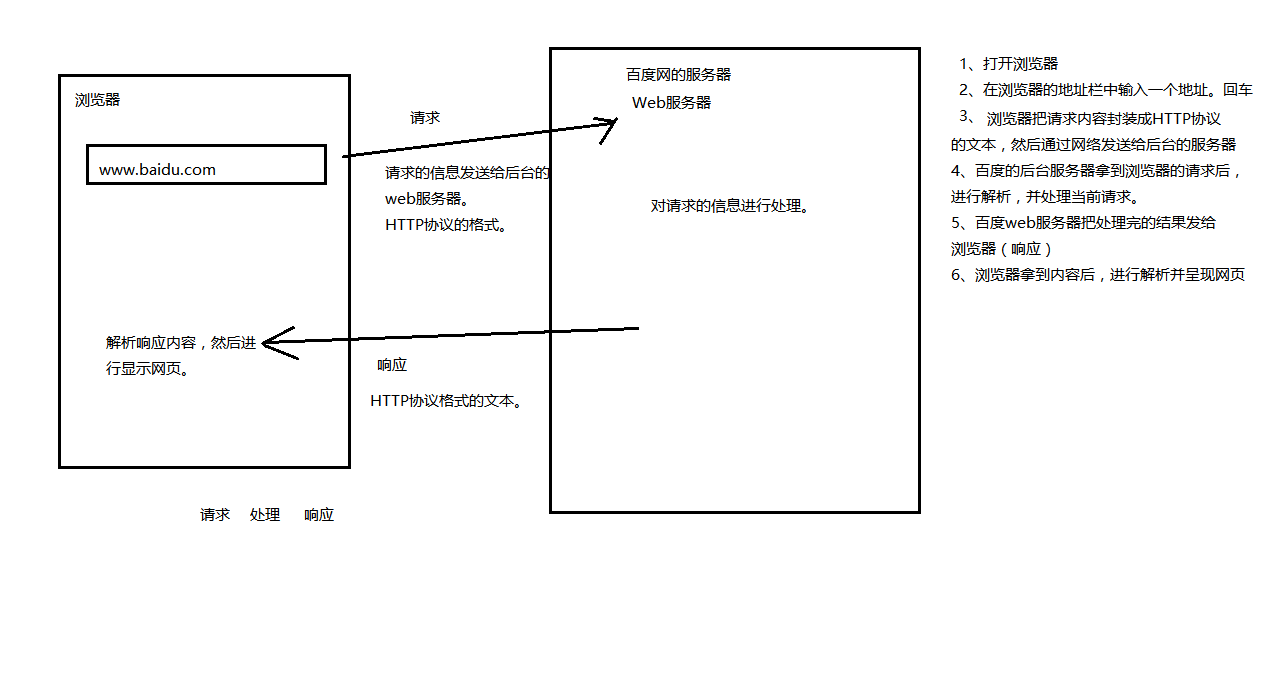 浏览器
www.baidu.com
请求
请求的信息发送给后台的
web服务器。
HTTP协议的格式。
百度网的服务器
Web服务器
对请求的信息进行处理。
解析响应内容，然后进
行显示网页。
响应
HTTP协议格式的文本。
请求 处理 响应
1、打开浏览器
2、在浏览器的地址栏中输入一个地址。回车
3、 浏览器把请求内容封装成HTTP协议
的文本，然后通过网络发送给后台的服务器
4、百度的后台服务器拿到浏览器的请求后，
进行解析，并处理当前请求。
5、百度web服务器把处理完的结果发给
浏览器（响应）
6、浏览器拿到内容后，进行解析并呈现网页